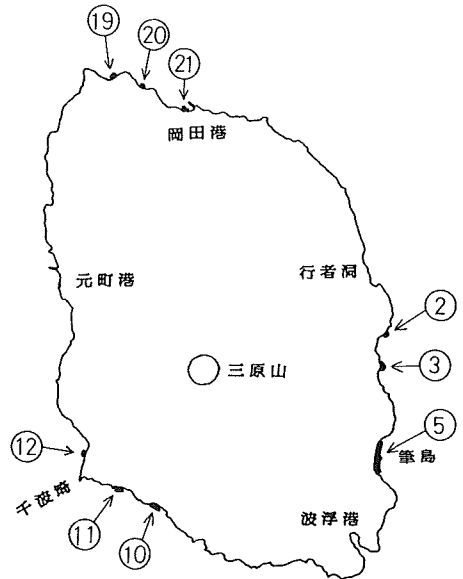 ⑲
⑳
㉑
岡田港
行者洞
元町港
②
三原山
③
⑤
筆島
⑫
千波崎
波浮港
⑪
⑩